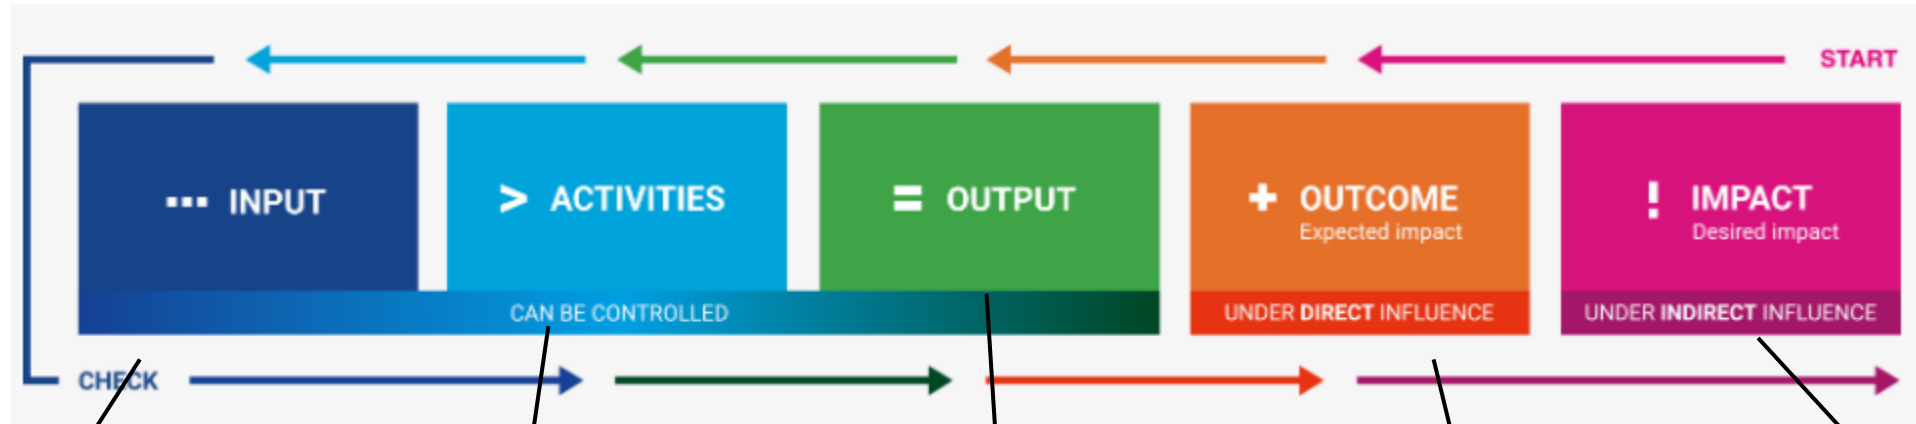 START
... INPUT
> ACTIVITIES
= OUTPUT
+ OUTCOME
Expected impact
! IMPACT
Desired impact
CAN BE CONTROLLED
UNDER DIRECT INFLUENCE
UNDER INDIRECT INFLUENCE
CHECK